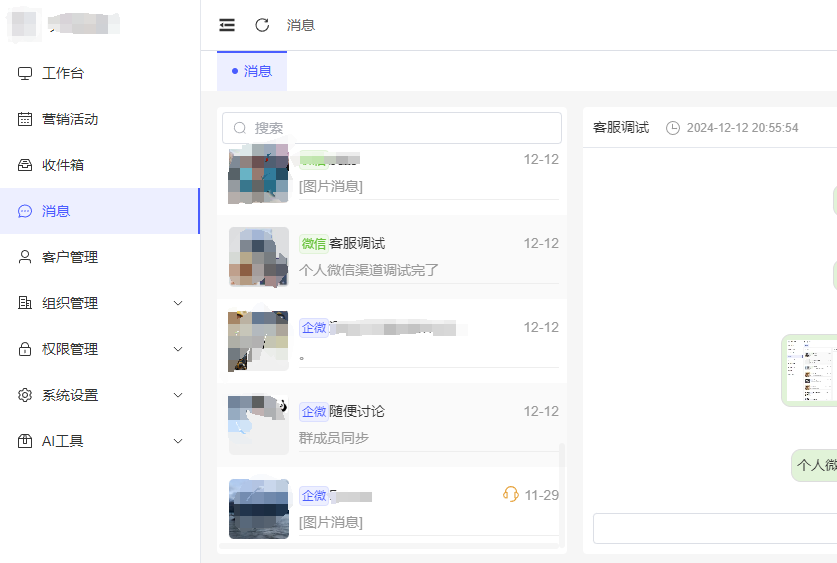 消息
工作台
营销活动
收件箱
消息
客户管理
组织管理
权限管理
系统设置
AI工具
消息
搜索
12-12
[图片消息]
微信 客服调试 12-12
个人微信渠道调试完了
企微 12-12
。
企微 随便讨论 12-12
群成员同步
企微 11-29
[图片消息]
客服调试 2024-12-12 20:55:54
个人微